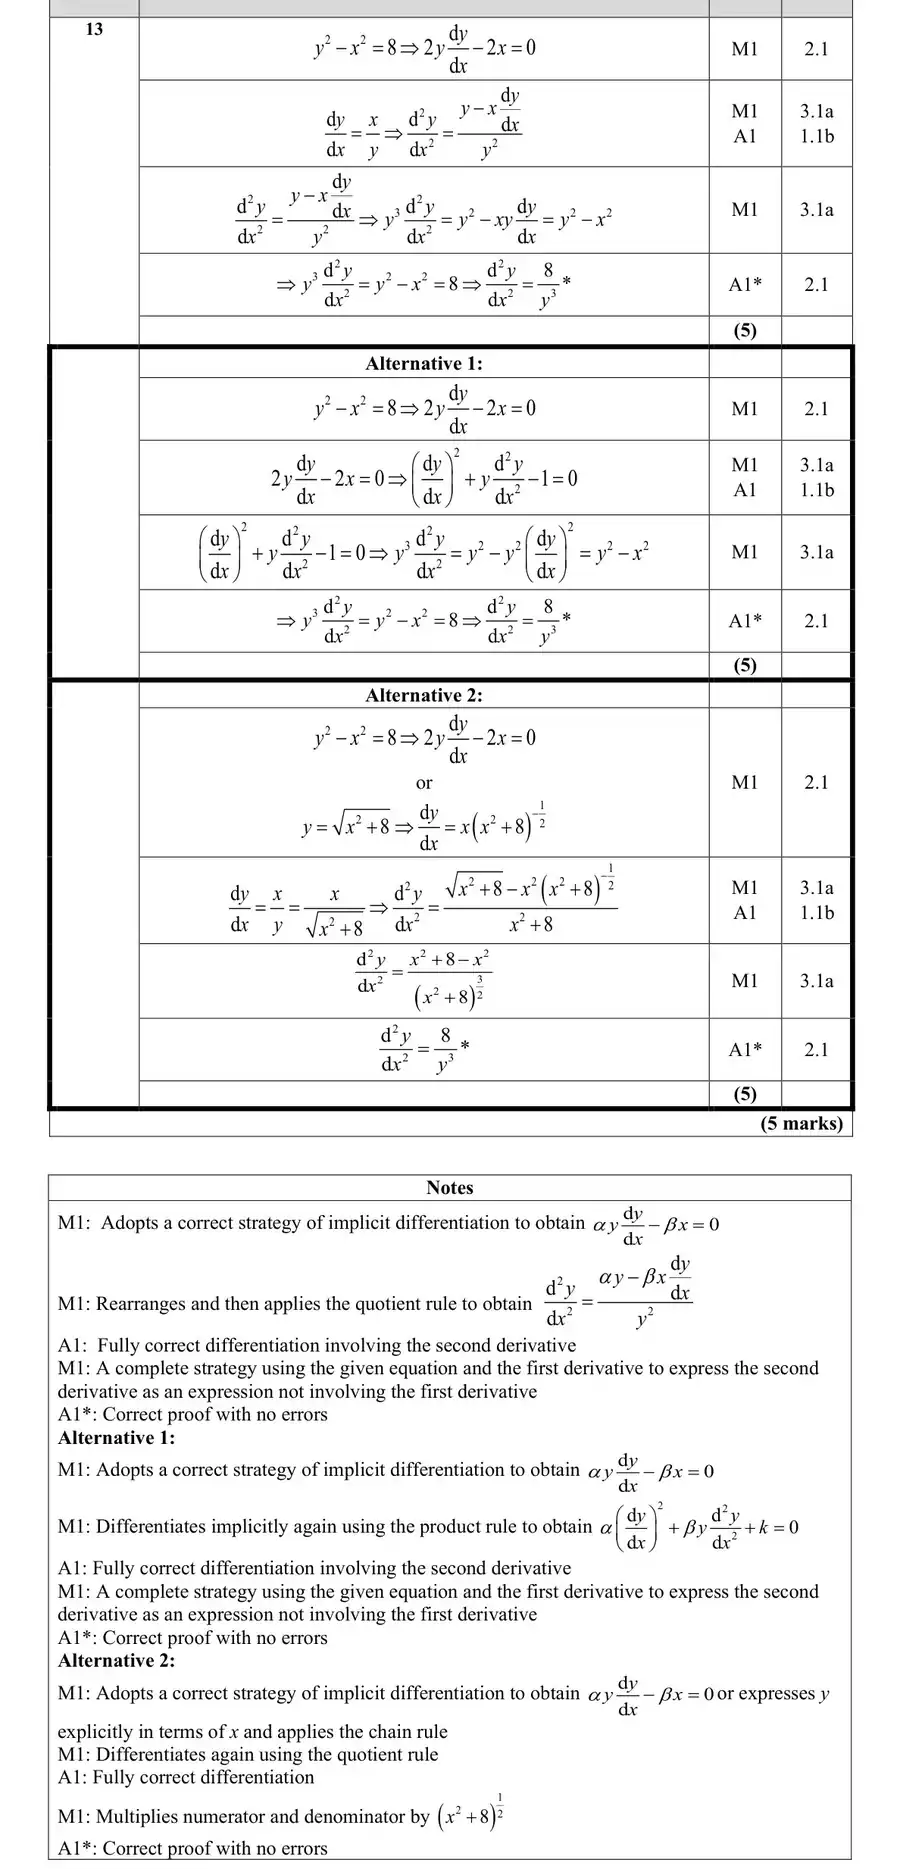 13
y² − x² = 8 ⇒ 2y dy/dx − 2x = 0
M1 2.1
dy/dx = x/y ⇒ d²y/dx² = (y − x dy/dx)/y²
M1 3.1a
A1 1.1b
d²y/dx² = (y − x dy/dx)/y² ⇒ y³ d²y/dx² = y² − xy dy/dx = y² − x²
M1 3.1a
⇒ y³ d²y/dx² = y² − x² = 8 ⇒ d²y/dx² = 8/y³ *
A1* 2.1
(5)
Alternative 1:
y² − x² = 8 ⇒ 2y dy/dx − 2x = 0
M1 2.1
2y dy/dx − 2x = 0 ⇒ (dy/dx)² + y d²y/dx² − 1 = 0
M1 3.1a
A1 1.1b
(dy/dx)² + y d²y/dx² − 1 = 0 ⇒ y³ d²y/dx² = y² − y² (dy/dx)² = y² − x²
M1 3.1a
⇒ y³ d²y/dx² = y² − x² = 8 ⇒ d²y/dx² = 8/y³ *
A1* 2.1
(5)
Alternative 2:
y² − x² = 8 ⇒ 2y dy/dx − 2x = 0
or
M1 2.1
y = √(x² + 8) ⇒ dy/dx = x(x² + 8)^(−1/2)
dy/dx = x/y = x/√(x² + 8) ⇒ d²y/dx² = (√(x² + 8) − x²(x² + 8)^(−1/2))/(x² + 8)
M1 3.1a
A1 1.1b
d²y/dx² = (x² + 8 − x²)/(x² + 8)^(3/2)
M1 3.1a
d²y/dx² = 8/y³ *
A1* 2.1
(5)
(5 marks)
Notes
M1: Adopts a correct strategy of implicit differentiation to obtain αy dy/dx − βx = 0
M1: Rearranges and then applies the quotient rule to obtain d²y/dx² = (αy − βx dy/dx)/y²
A1: Fully correct differentiation involving the second derivative
M1: A complete strategy using the given equation and the first derivative to express the second
derivative as an expression not involving the first derivative
A1*: Correct proof with no errors
Alternative 1:
M1: Adopts a correct strategy of implicit differentiation to obtain αy dy/dx − βx = 0
M1: Differentiates implicitly again using the product rule to obtain α(dy/dx)² + βy d²y/dx² + k = 0
A1: Fully correct differentiation involving the second derivative
M1: A complete strategy using the given equation and the first derivative to express the second
derivative as an expression not involving the first derivative
A1*: Correct proof with no errors
Alternative 2:
M1: Adopts a correct strategy of implicit differentiation to obtain αy dy/dx − βx = 0 or expresses y
explicitly in terms of x and applies the chain rule
M1: Differentiates again using the quotient rule
A1: Fully correct differentiation
M1: Multiplies numerator and denominator by (x² + 8)^(1/2)
A1*: Correct proof with no errors